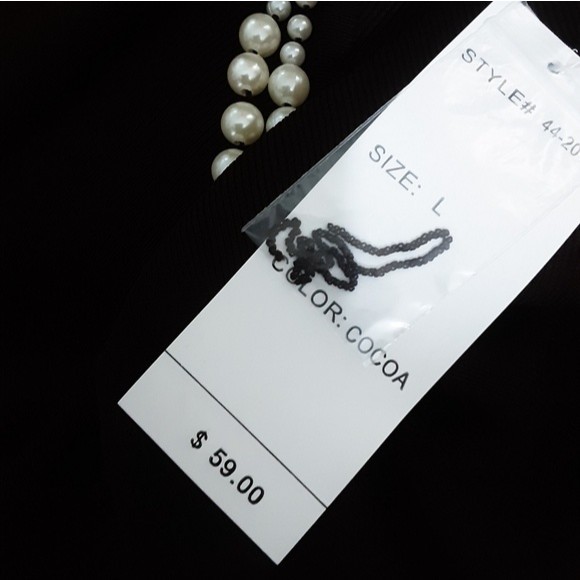 STYLE# 44-20
SIZE: L
COLOR: COCOA
$ 59.00